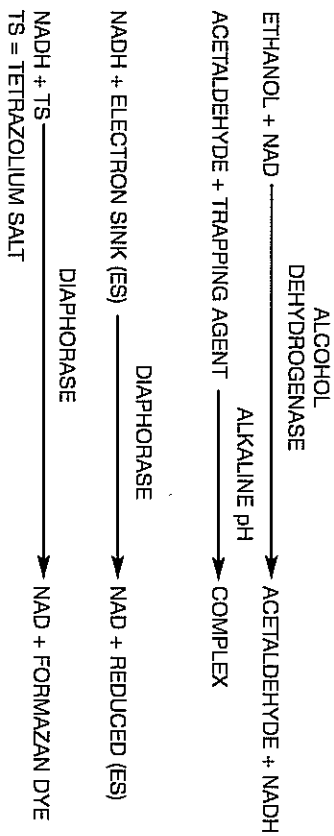 ALCOHOL
DEHYDROGENASE
ETHANOL + NAD ACETALDEHYDE + NADH
ALKALINE pH
ACETALDEHYDE + TRAPPING AGENT COMPLEX
DIAPHORASE
NADH + ELECTRON SINK (ES) NAD + REDUCED (ES)
DIAPHORASE
NADH + TS NAD + FORMAZAN DYE
TS = TETRAZOLIUM SALT